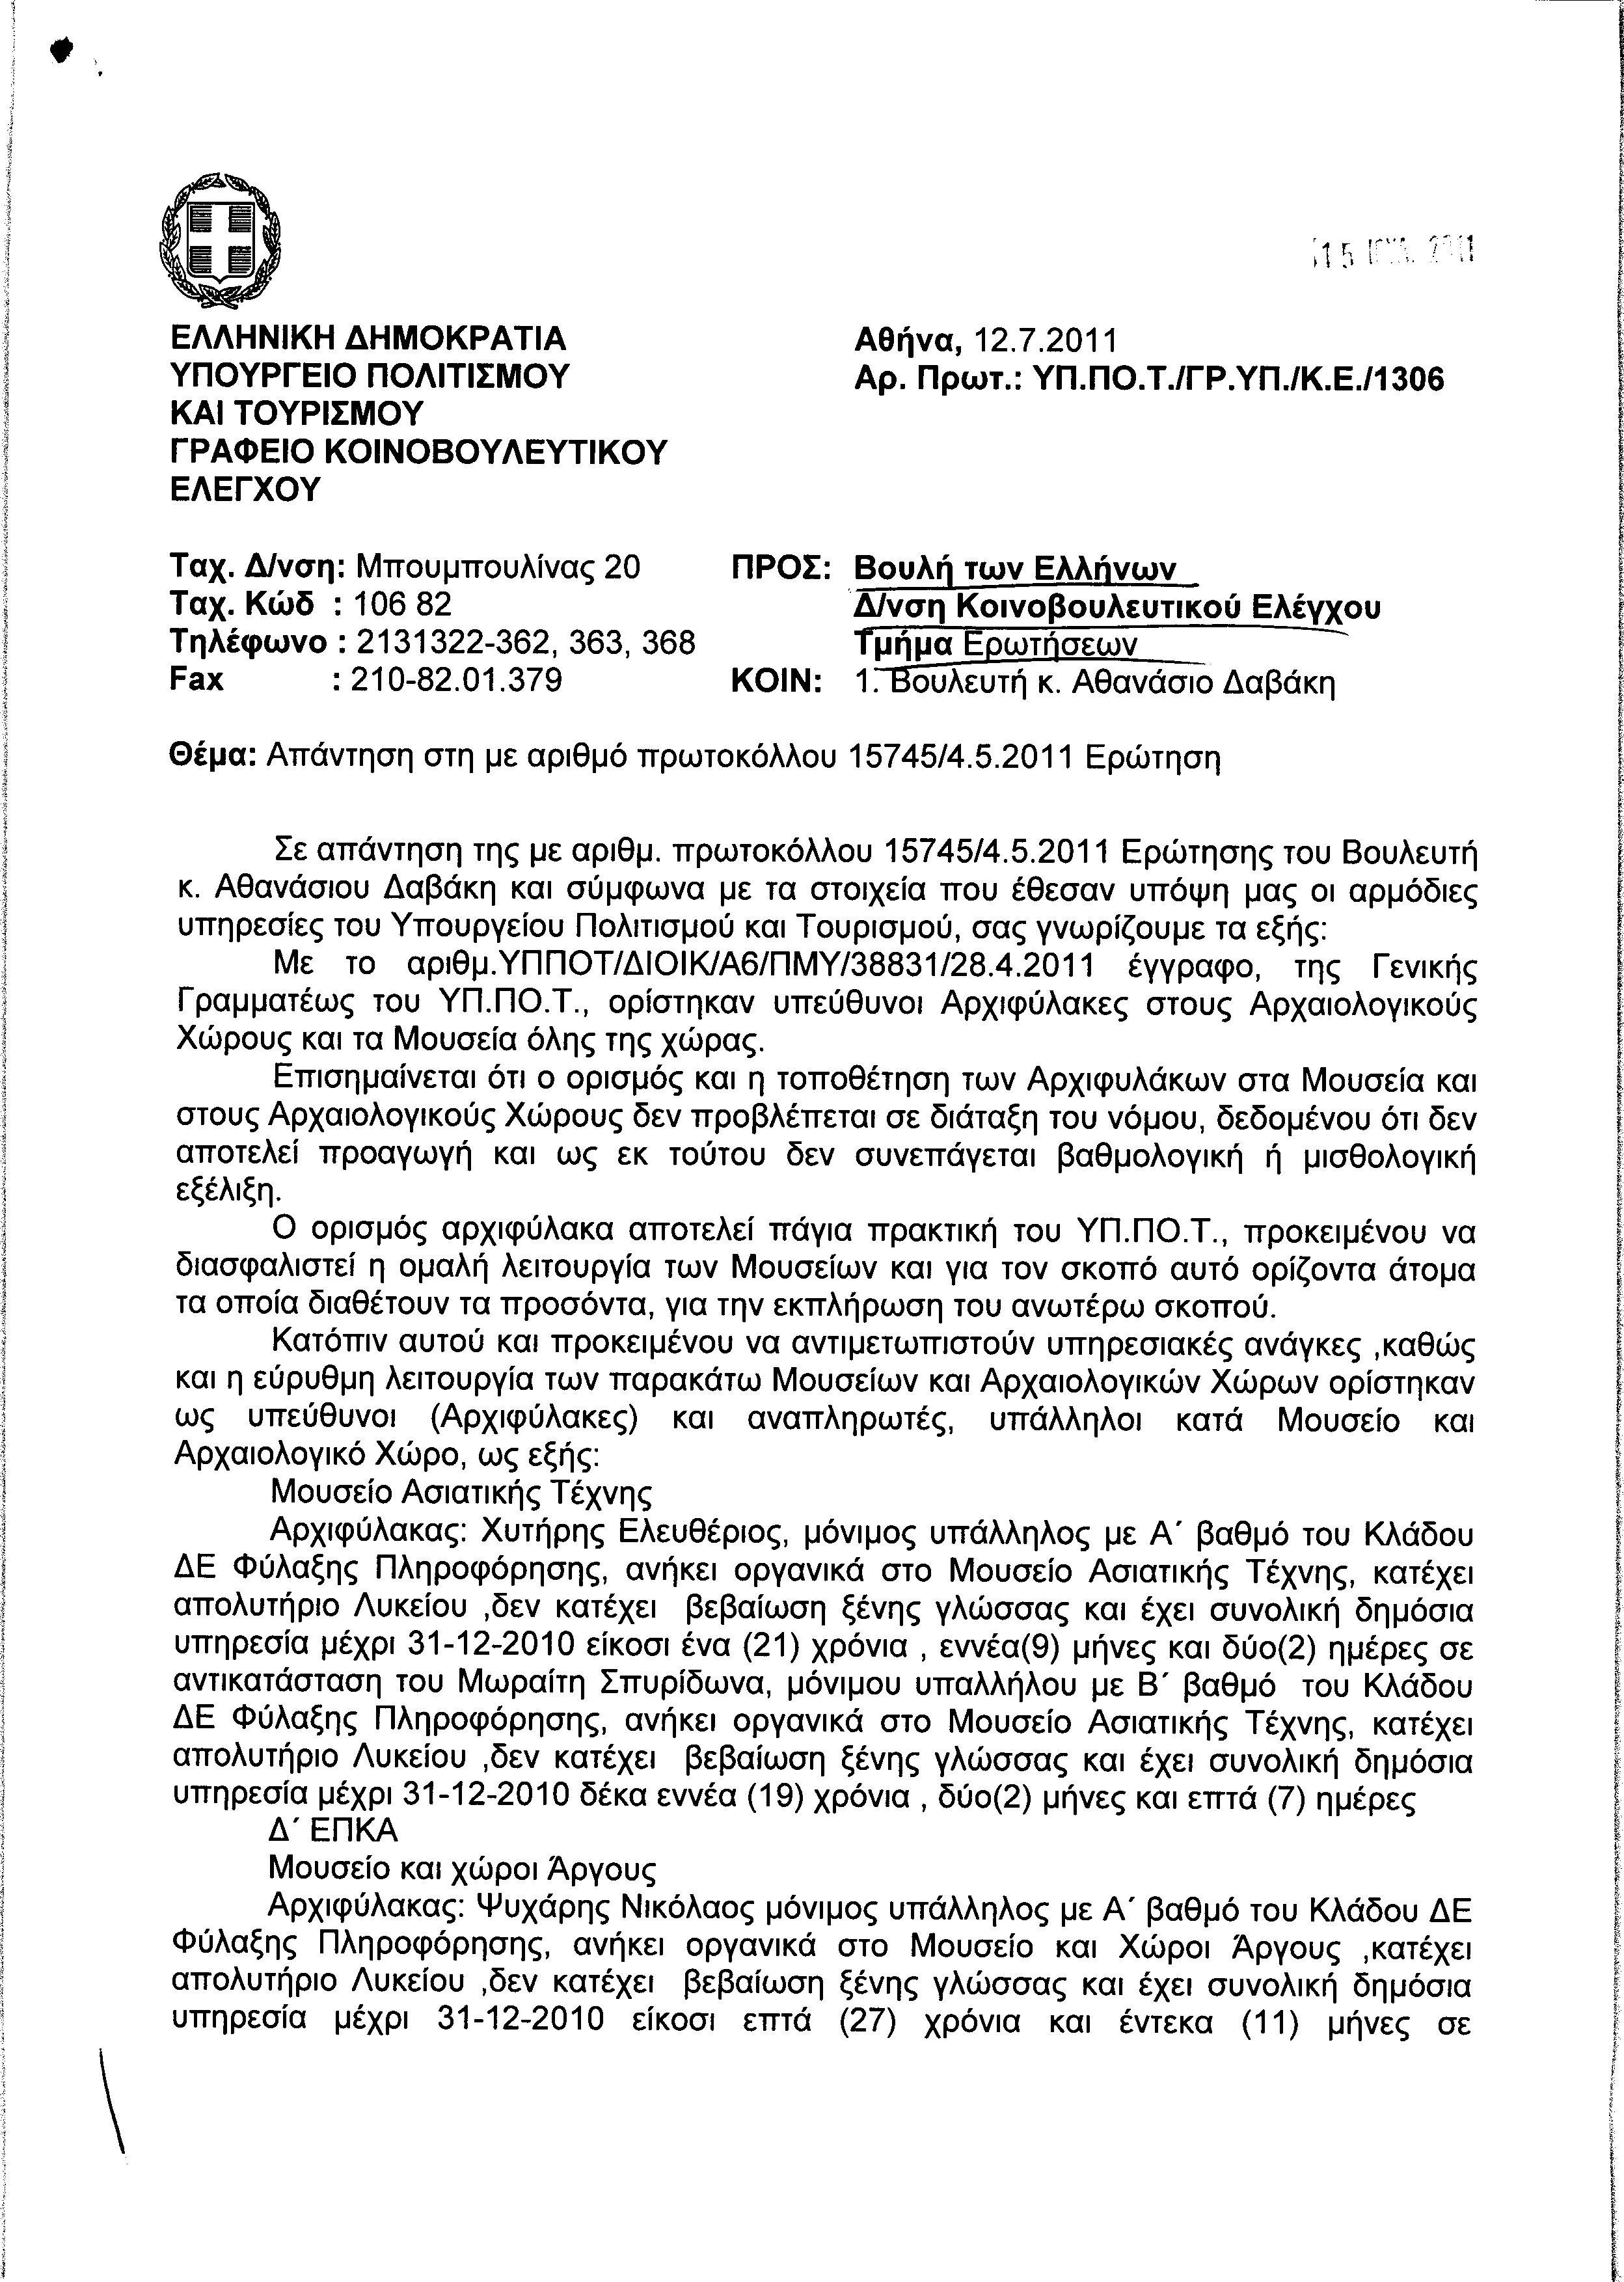 ΕΛΛΗΝΙΚΗ ΔΗΜΟΚΡΑΤΙΑ
ΥΠΟΥΡΓΕΙΟ ΠΟΛΙΤΙΣΜΟΥ
ΚΑΙ ΤΟΥΡΙΣΜΟΥ
ΓΡΑΦΕΙΟ ΚΟΙΝΟΒΟΥΛΕΥΤΙΚΟΥ
ΕΛΕΓΧΟΥ
Αθήνα, 12.7.2011
Αρ. Πρωτ.: ΥΠ.ΠΟ.Τ./ΓΡ.ΥΠ./Κ.Ε./1306
Ταχ. Δ/νση: Μπουμπουλίνας 20
Ταχ. Κώδ : 106 82
Τηλέφωνο : 2131322-362, 363, 368
Fax : 210-82.01.379
ΠΡΟΣ: Βουλή των Ελλήνων
Δ/νση Κοινοβουλευτικού Ελέγχου
Τμήμα Ερωτήσεων
ΚΟΙΝ: 1. Βουλευτή κ. Αθανάσιο Δαβάκη
Θέμα: Απάντηση στη με αριθμό πρωτοκόλλου 15745/4.5.2011 Ερώτηση
Σε απάντηση της με αριθμ. πρωτοκόλλου 15745/4.5.2011 Ερώτησης του Βουλευτή
κ. Αθανάσιου Δαβάκη και σύμφωνα με τα στοιχεία που έθεσαν υπόψη μας οι αρμόδιες
υπηρεσίες του Υπουργείου Πολιτισμού και Τουρισμού, σας γνωρίζουμε τα εξής:
Με το αριθμ.ΥΠΠΟΤ/ΔΙΟΙΚ/Α6/ΠΜΥ/38831/28.4.2011 έγγραφο, της Γενικής
Γραμματέως του ΥΠ.ΠΟ.Τ., ορίστηκαν υπεύθυνοι Αρχιφύλακες στους Αρχαιολογικούς
Χώρους και τα Μουσεία όλης της χώρας.
Επισημαίνεται ότι ο ορισμός και η τοποθέτηση των Αρχιφυλάκων στα Μουσεία και
στους Αρχαιολογικούς Χώρους δεν προβλέπεται σε διάταξη του νόμου, δεδομένου ότι δεν
αποτελεί προαγωγή και ως εκ τούτου δεν συνεπάγεται βαθμολογική ή μισθολογική
εξέλιξη.
Ο ορισμός αρχιφύλακα αποτελεί πάγια πρακτική του ΥΠ.ΠΟ.Τ., προκειμένου να
διασφαλιστεί η ομαλή λειτουργία των Μουσείων και για τον σκοπό αυτό ορίζοντα άτομα
τα οποία διαθέτουν τα προσόντα, για την εκπλήρωση του ανωτέρω σκοπού.
Κατόπιν αυτού και προκειμένου να αντιμετωπιστούν υπηρεσιακές ανάγκες ,καθώς
και η εύρυθμη λειτουργία των παρακάτω Μουσείων και Αρχαιολογικών Χώρων ορίστηκαν
ως υπεύθυνοι (Αρχιφύλακες) και αναπληρωτές, υπάλληλοι κατά Μουσείο και
Αρχαιολογικό Χώρο, ως εξής:
Μουσείο Ασιατικής Τέχνης
Αρχιφύλακας: Χυτήρης Ελευθέριος, μόνιμος υπάλληλος με Α΄ βαθμό του Κλάδου
ΔΕ Φύλαξης Πληροφόρησης, ανήκει οργανικά στο Μουσείο Ασιατικής Τέχνης, κατέχει
απολυτήριο Λυκείου ,δεν κατέχει βεβαίωση ξένης γλώσσας και έχει συνολική δημόσια
υπηρεσία μέχρι 31-12-2010 είκοσι ένα (21) χρόνια , εννέα(9) μήνες και δύο(2) ημέρες σε
αντικατάσταση του Μωραίτη Σπυρίδωνα, μόνιμου υπαλλήλου με Β΄ βαθμό του Κλάδου
ΔΕ Φύλαξης Πληροφόρησης, ανήκει οργανικά στο Μουσείο Ασιατικής Τέχνης, κατέχει
απολυτήριο Λυκείου ,δεν κατέχει βεβαίωση ξένης γλώσσας και έχει συνολική δημόσια
υπηρεσία μέχρι 31-12-2010 δέκα εννέα (19) χρόνια , δύο(2) μήνες και επτά (7) ημέρες
Δ΄ ΕΠΚΑ
Μουσείο και χώροι Άργους
Αρχιφύλακας: Ψυχάρης Νικόλαος μόνιμος υπάλληλος με Α΄ βαθμό του Κλάδου ΔΕ
Φύλαξης Πληροφόρησης, ανήκει οργανικά στο Μουσείο και Χώροι Άργους ,κατέχει
απολυτήριο Λυκείου ,δεν κατέχει βεβαίωση ξένης γλώσσας και έχει συνολική δημόσια
υπηρεσία μέχρι 31-12-2010 είκοσι επτά (27) χρόνια και έντεκα (11) μήνες σε